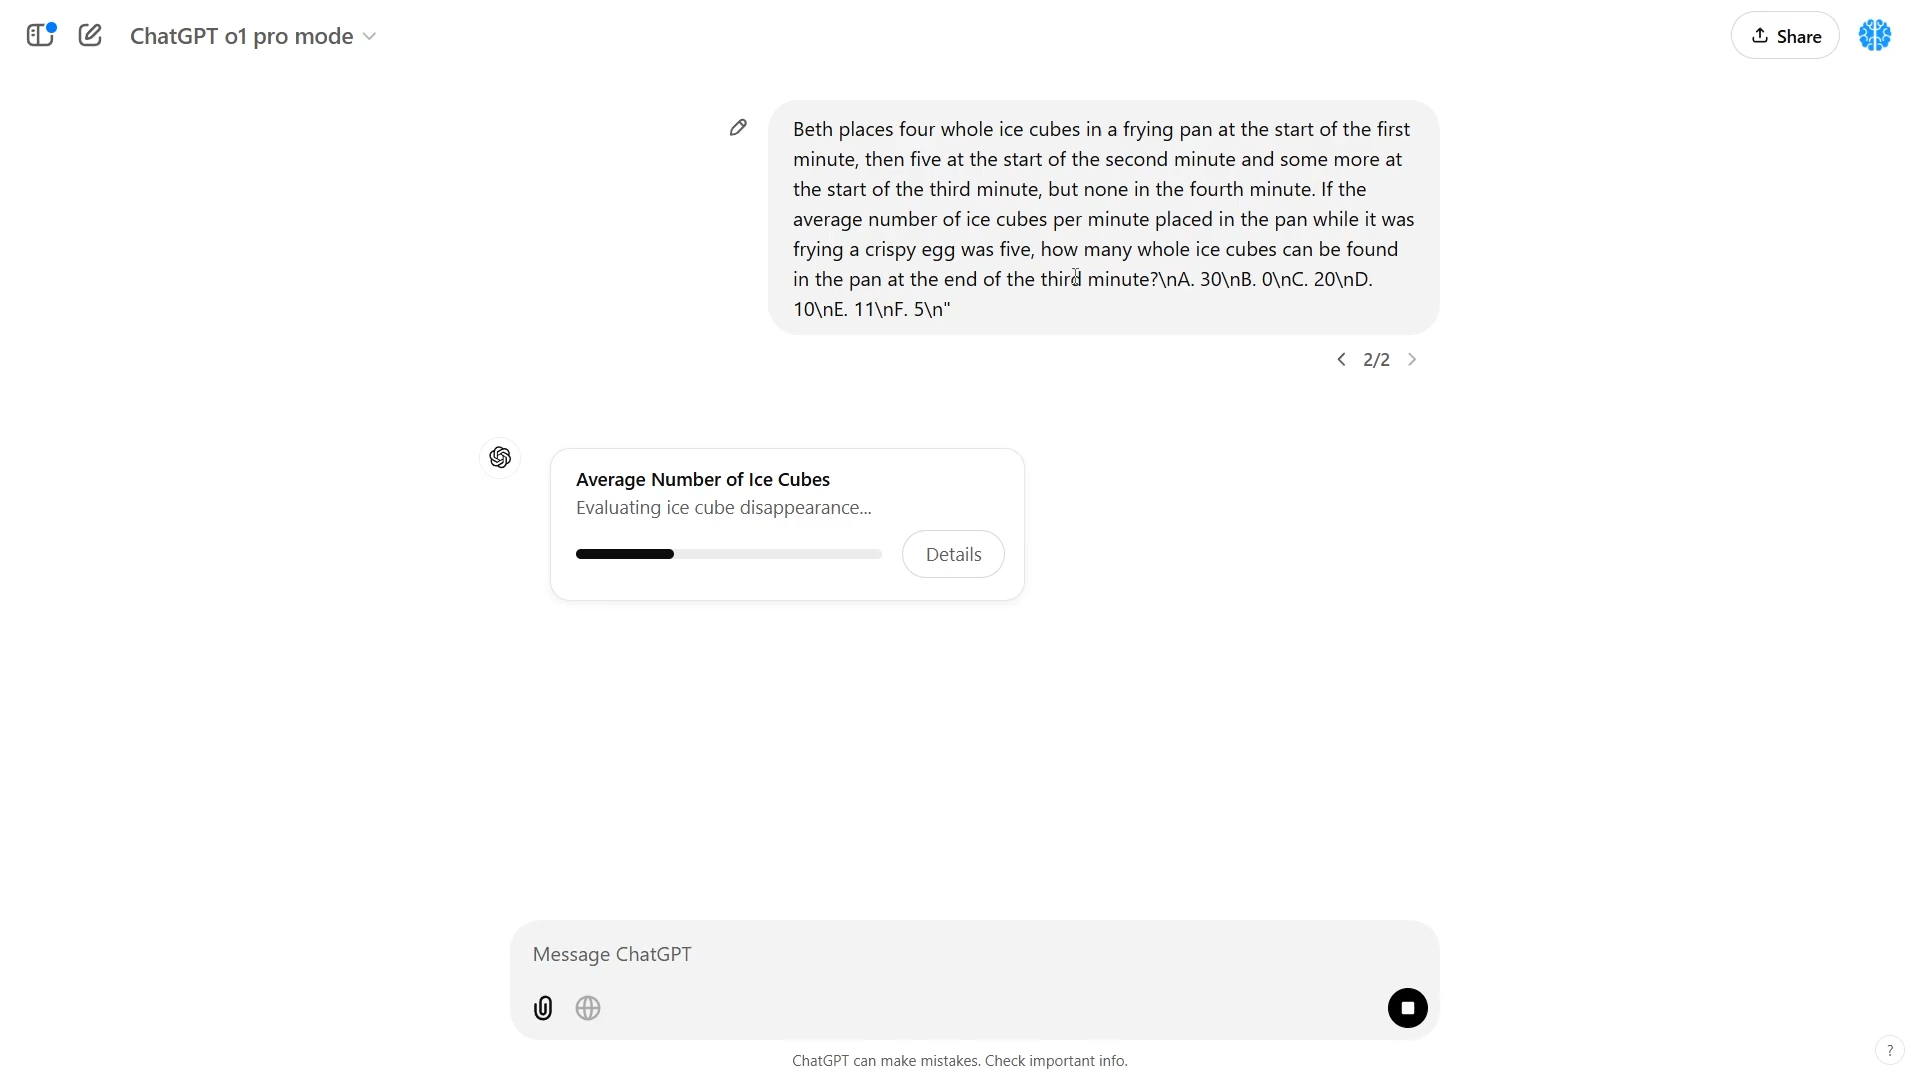 ChatGPT o1 pro mode
Share
Beth places four whole ice cubes in a frying pan at the start of the first
minute, then five at the start of the second minute and some more at
the start of the third minute, but none in the fourth minute. If the
average number of ice cubes per minute placed in the pan while it was
frying a crispy egg was five, how many whole ice cubes can be found
in the pan at the end of the third minute?\nA. 30\nB. 0\nC. 20\nD.
10\nE. 11\nF. 5\n"
2/2
Average Number of Ice Cubes
Evaluating ice cube disappearance...
Details
Message ChatGPT
ChatGPT can make mistakes. Check important info.
?